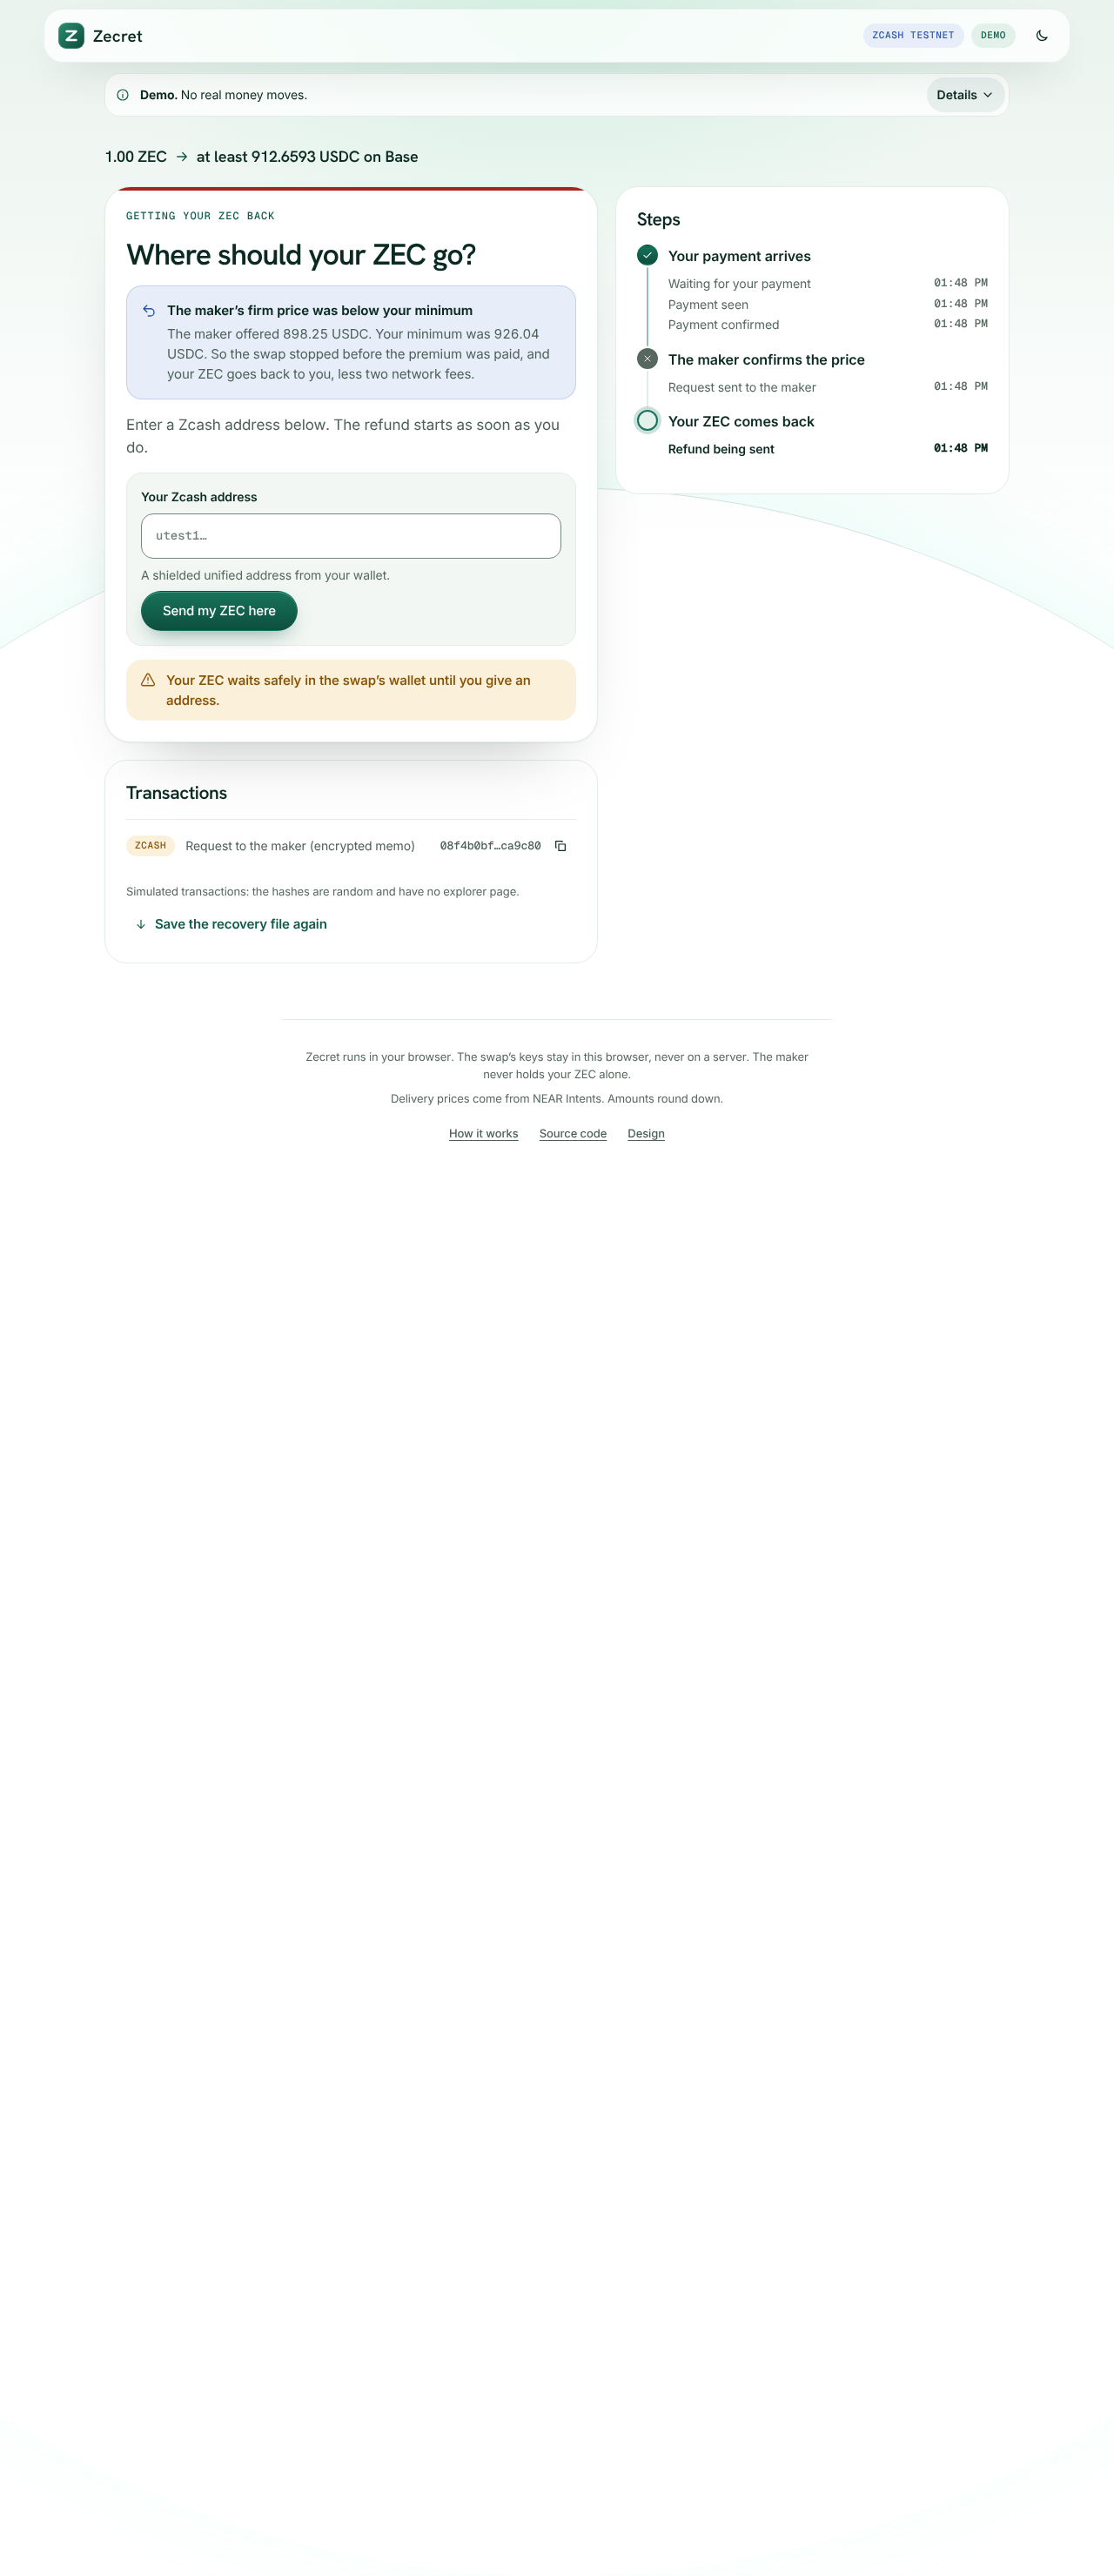 Zecret
ZCASH TESTNET
DEMO
Demo. No real money moves.
Details
1.00 ZEC → at least 912.6593 USDC on Base
GETTING YOUR ZEC BACK
Where should your ZEC go?
The maker’s firm price was below your minimum
The maker offered 898.25 USDC. Your minimum was 926.04
USDC. So the swap stopped before the premium was paid, and
your ZEC goes back to you, less two network fees.
Enter a Zcash address below. The refund starts as soon as you
do.
Your Zcash address
utest1…
A shielded unified address from your wallet.
Send my ZEC here
Your ZEC waits safely in the swap’s wallet until you give an
address.
Steps
Your payment arrives
Waiting for your payment 01:48 PM
Payment seen 01:48 PM
Payment confirmed 01:48 PM
The maker confirms the price
Request sent to the maker 01:48 PM
Your ZEC comes back
Refund being sent 01:48 PM
Transactions
ZCASH Request to the maker (encrypted memo) 08f4b0bf…ca9c80
Simulated transactions: the hashes are random and have no explorer page.
Save the recovery file again
Zecret runs in your browser. The swap’s keys stay in this browser, never on a server. The maker
never holds your ZEC alone.
Delivery prices come from NEAR Intents. Amounts round down.
How it works Source code Design